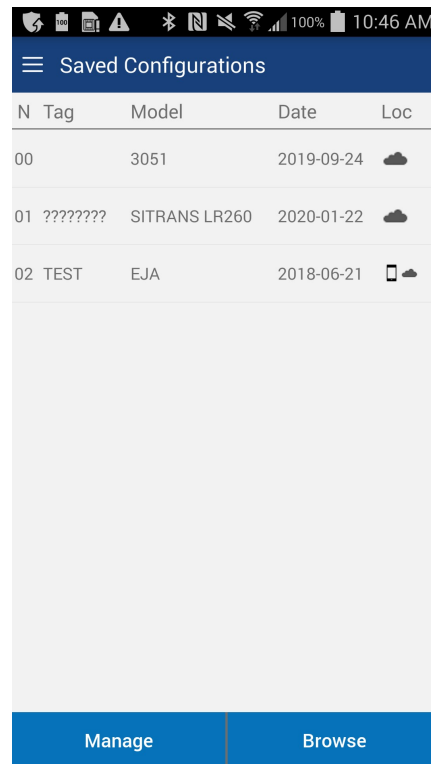 100 100% 10:46 AM
Saved Configurations
N Tag Model Date Loc
00 3051 2019-09-24
01 ???????? SITRANS LR260 2020-01-22
02 TEST EJA 2018-06-21
Manage Browse